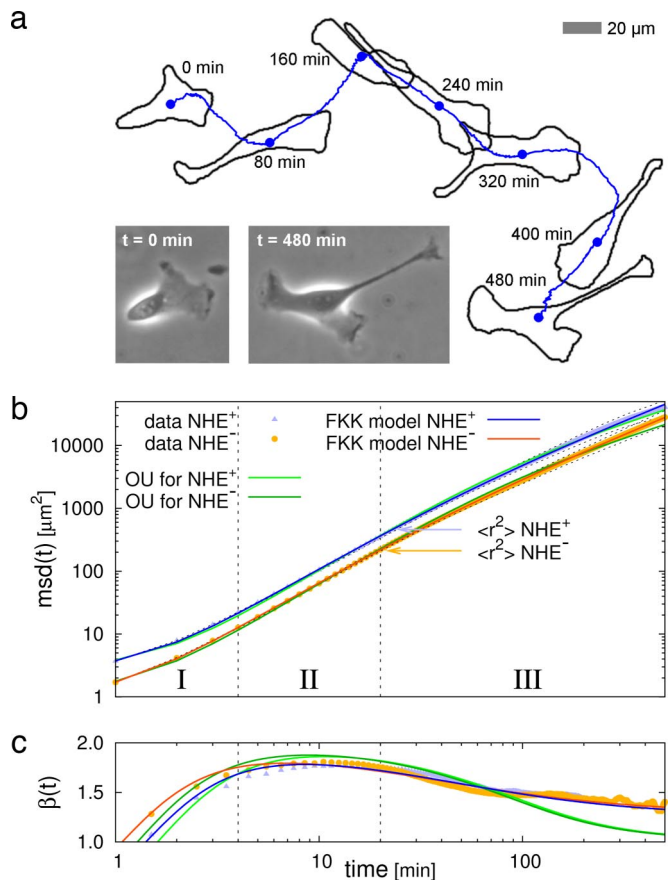 a
20 µm
0 min
160 min
240 min
80 min
320 min
400 min
480 min
t = 0 min
t = 480 min
b
data NHE⁺
data NHE⁻
FKK model NHE⁺
FKK model NHE⁻
OU for NHE⁺
OU for NHE⁻
<r²> NHE⁺
<r²> NHE⁻
msd(t) [µm²]
10000
1000
100
10
1
I II III
c
β(t)
2.0
1.5
1.0
1 10 100
time [min]